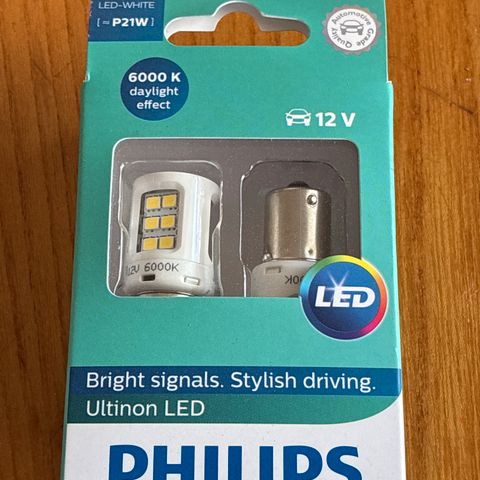 LED-WHITE
[≈ P21W]
Automotive
Grade Quality
6000 K
daylight
effect
12 V
12V 6000K
LED
Bright signals. Stylish driving.
Ultinon LED
PHILIPS